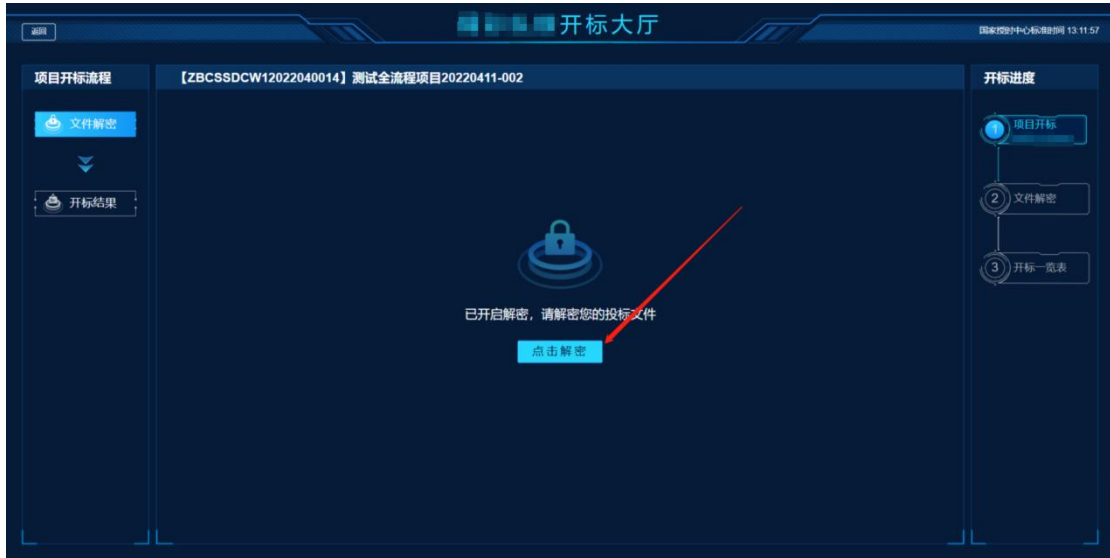 返回
开标大厅
国家授时中心标准时间 13:11:57
项目开标流程
文件解密
开标结果
【ZBCSSDCW12022040014】测试全流程项目20220411-002
已开启解密，请解密您的投标文件
点击解密
开标进度
1 项目开标
2 文件解密
3 开标一览表